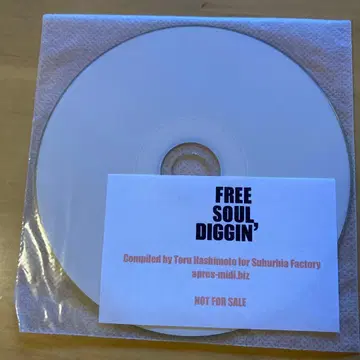 FREE
SOUL
DIGGIN'
Compiled by Toru Hashimoto for Suburbia Factory
apres-midi.biz
NOT FOR SALE